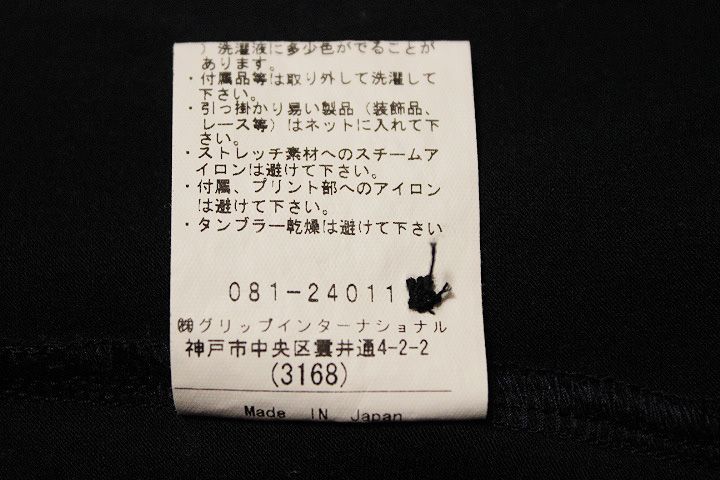 ）洗濯液に多少色がでることが
あります。
・付属品等は取り外して洗濯して
下さい。
・引っ掛かり易い製品（装飾品、
レース等）はネットに入れて下
さい。
・ストレッチ素材へのスチームア
イロンは避けて下さい。
・付属、プリント部へのアイロン
は避けて下さい。
・タンブラー乾燥は避けて下さい
081-24011
㈱グリップインターナショナル
神戸市中央区雲井通4-2-2
(3168)
Made IN Japan